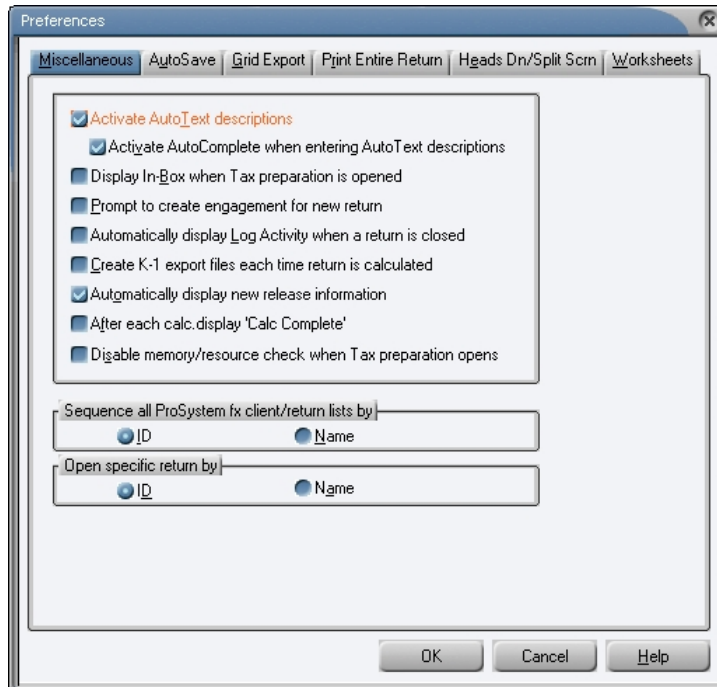 Preferences
Miscellaneous AutoSave Grid Export Print Entire Return Heads Dn/Split Scrn Worksheets
Activate AutoText descriptions
Activate AutoComplete when entering AutoText descriptions
Display In-Box when Tax preparation is opened
Prompt to create engagement for new return
Automatically display Log Activity when a return is closed
Create K-1 export files each time return is calculated
Automatically display new release information
After each calc.display 'Calc Complete'
Disable memory/resource check when Tax preparation opens
Sequence all ProSystem fx client/return lists by
ID Name
Open specific return by
ID Name
OK Cancel Help